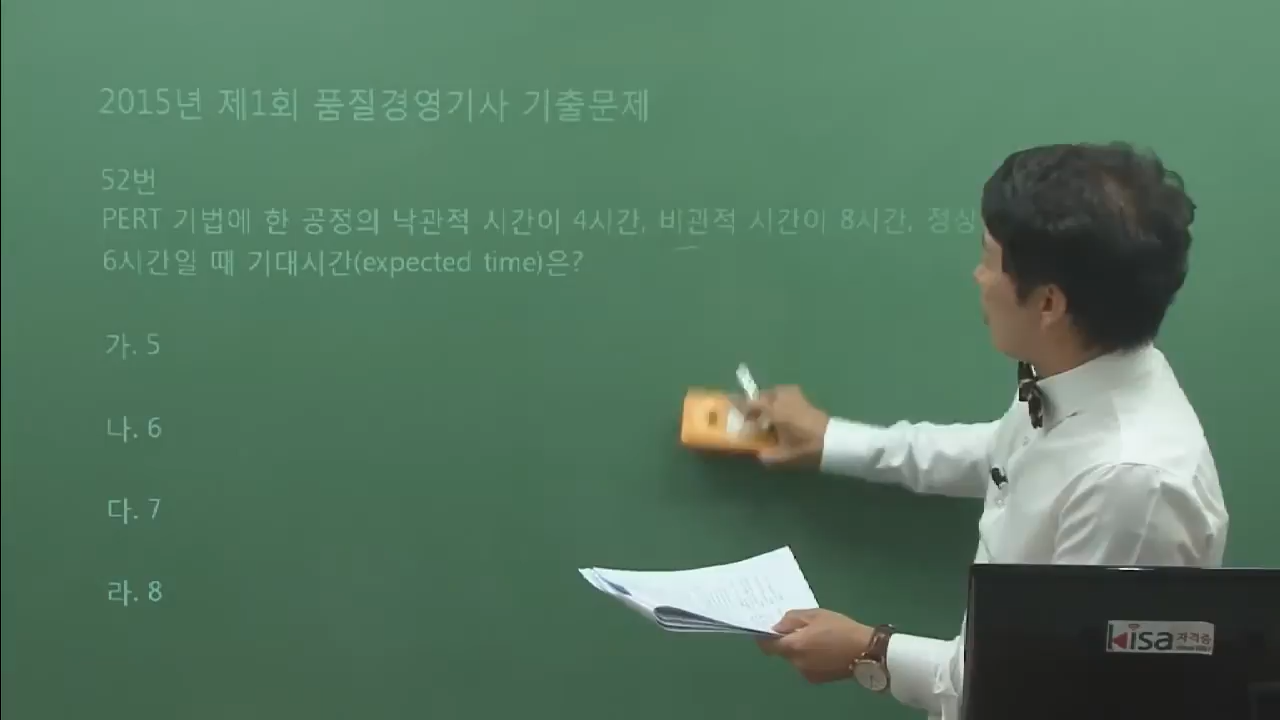 2015년 제1회 품질경영기사 기출문제
52번
PERT 기법에 한 공정의 낙관적 시간이 4시간, 비관적 시간이 8시간, 정상
6시간일 때 기대시간(expected time)은?
가. 5
나. 6
다. 7
라. 8
kisa 자격증